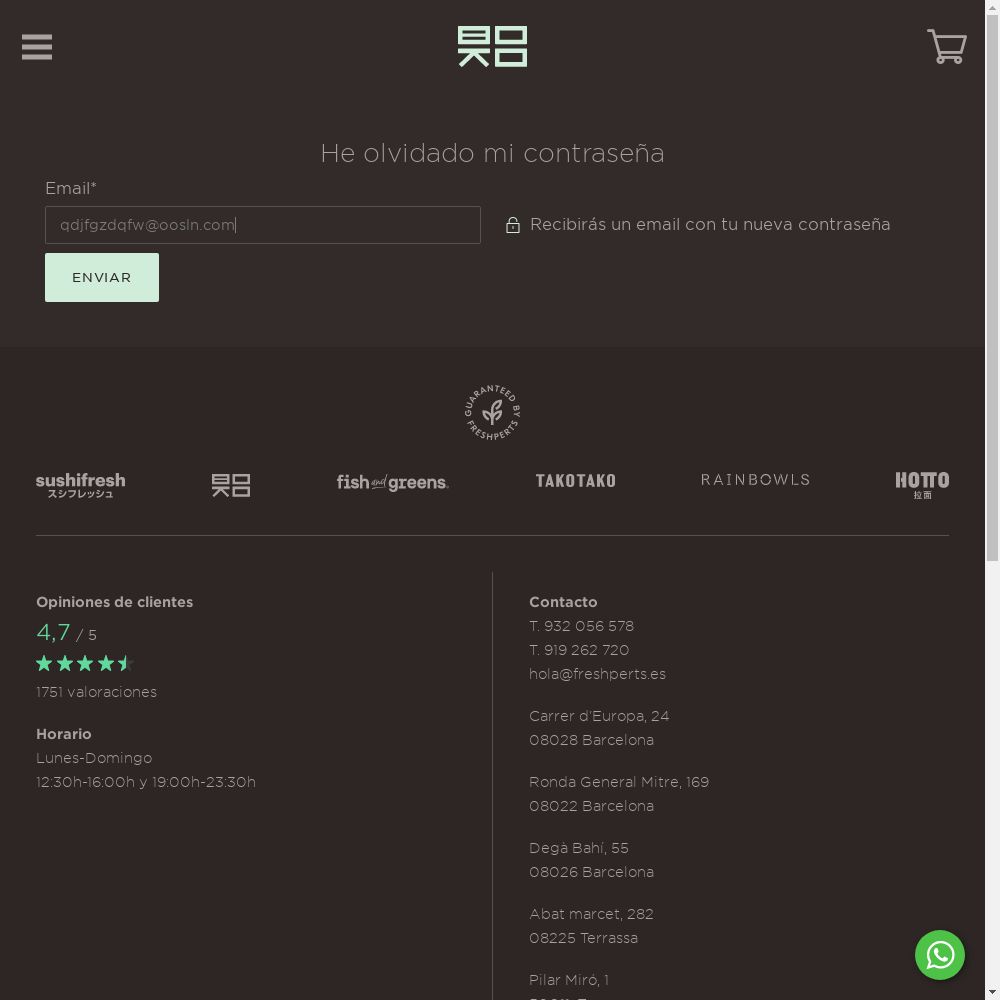 He olvidado mi contraseña
Email*
qdjfgzdqfw@oosln.com
Recibirás un email con tu nueva contraseña
ENVIAR
GUARANTEED BY FRESHPERTS
sushifresh
スシフレッシュ
fish and greens
TAKOTAKO
RAINBOWLS
HOTTO
拉面
Opiniones de clientes
4,7 / 5
1751 valoraciones
Horario
Lunes-Domingo
12:30h-16:00h y 19:00h-23:30h
Contacto
T. 932 056 578
T. 919 262 720
hola@freshperts.es
Carrer d'Europa, 24
08028 Barcelona
Ronda General Mitre, 169
08022 Barcelona
Degà Bahí, 55
08026 Barcelona
Abat marcet, 282
08225 Terrassa
Pilar Miró, 1